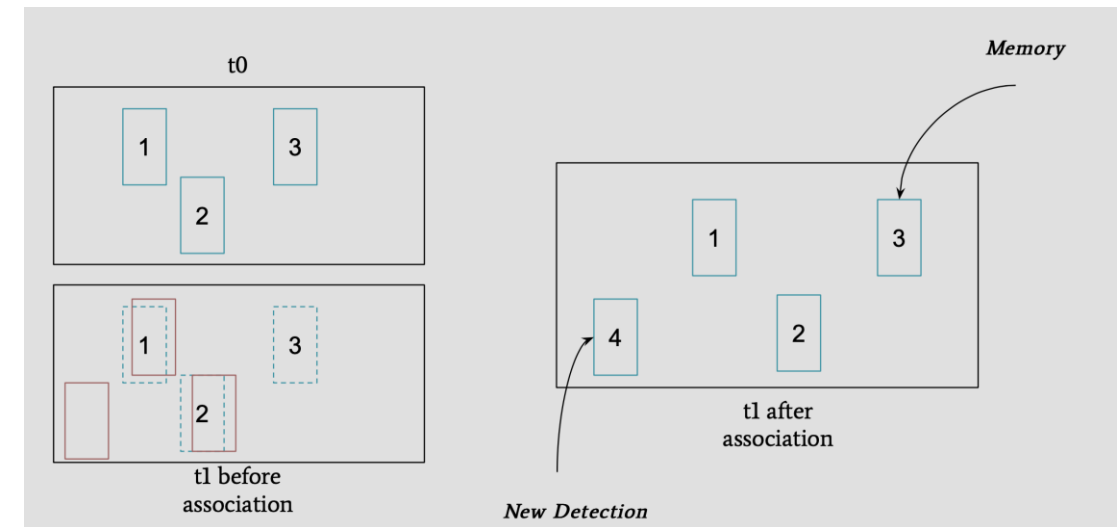 t0
1
3
2
1
3
2
t1 before
association
Memory
1
3
4
2
t1 after
association
New Detection